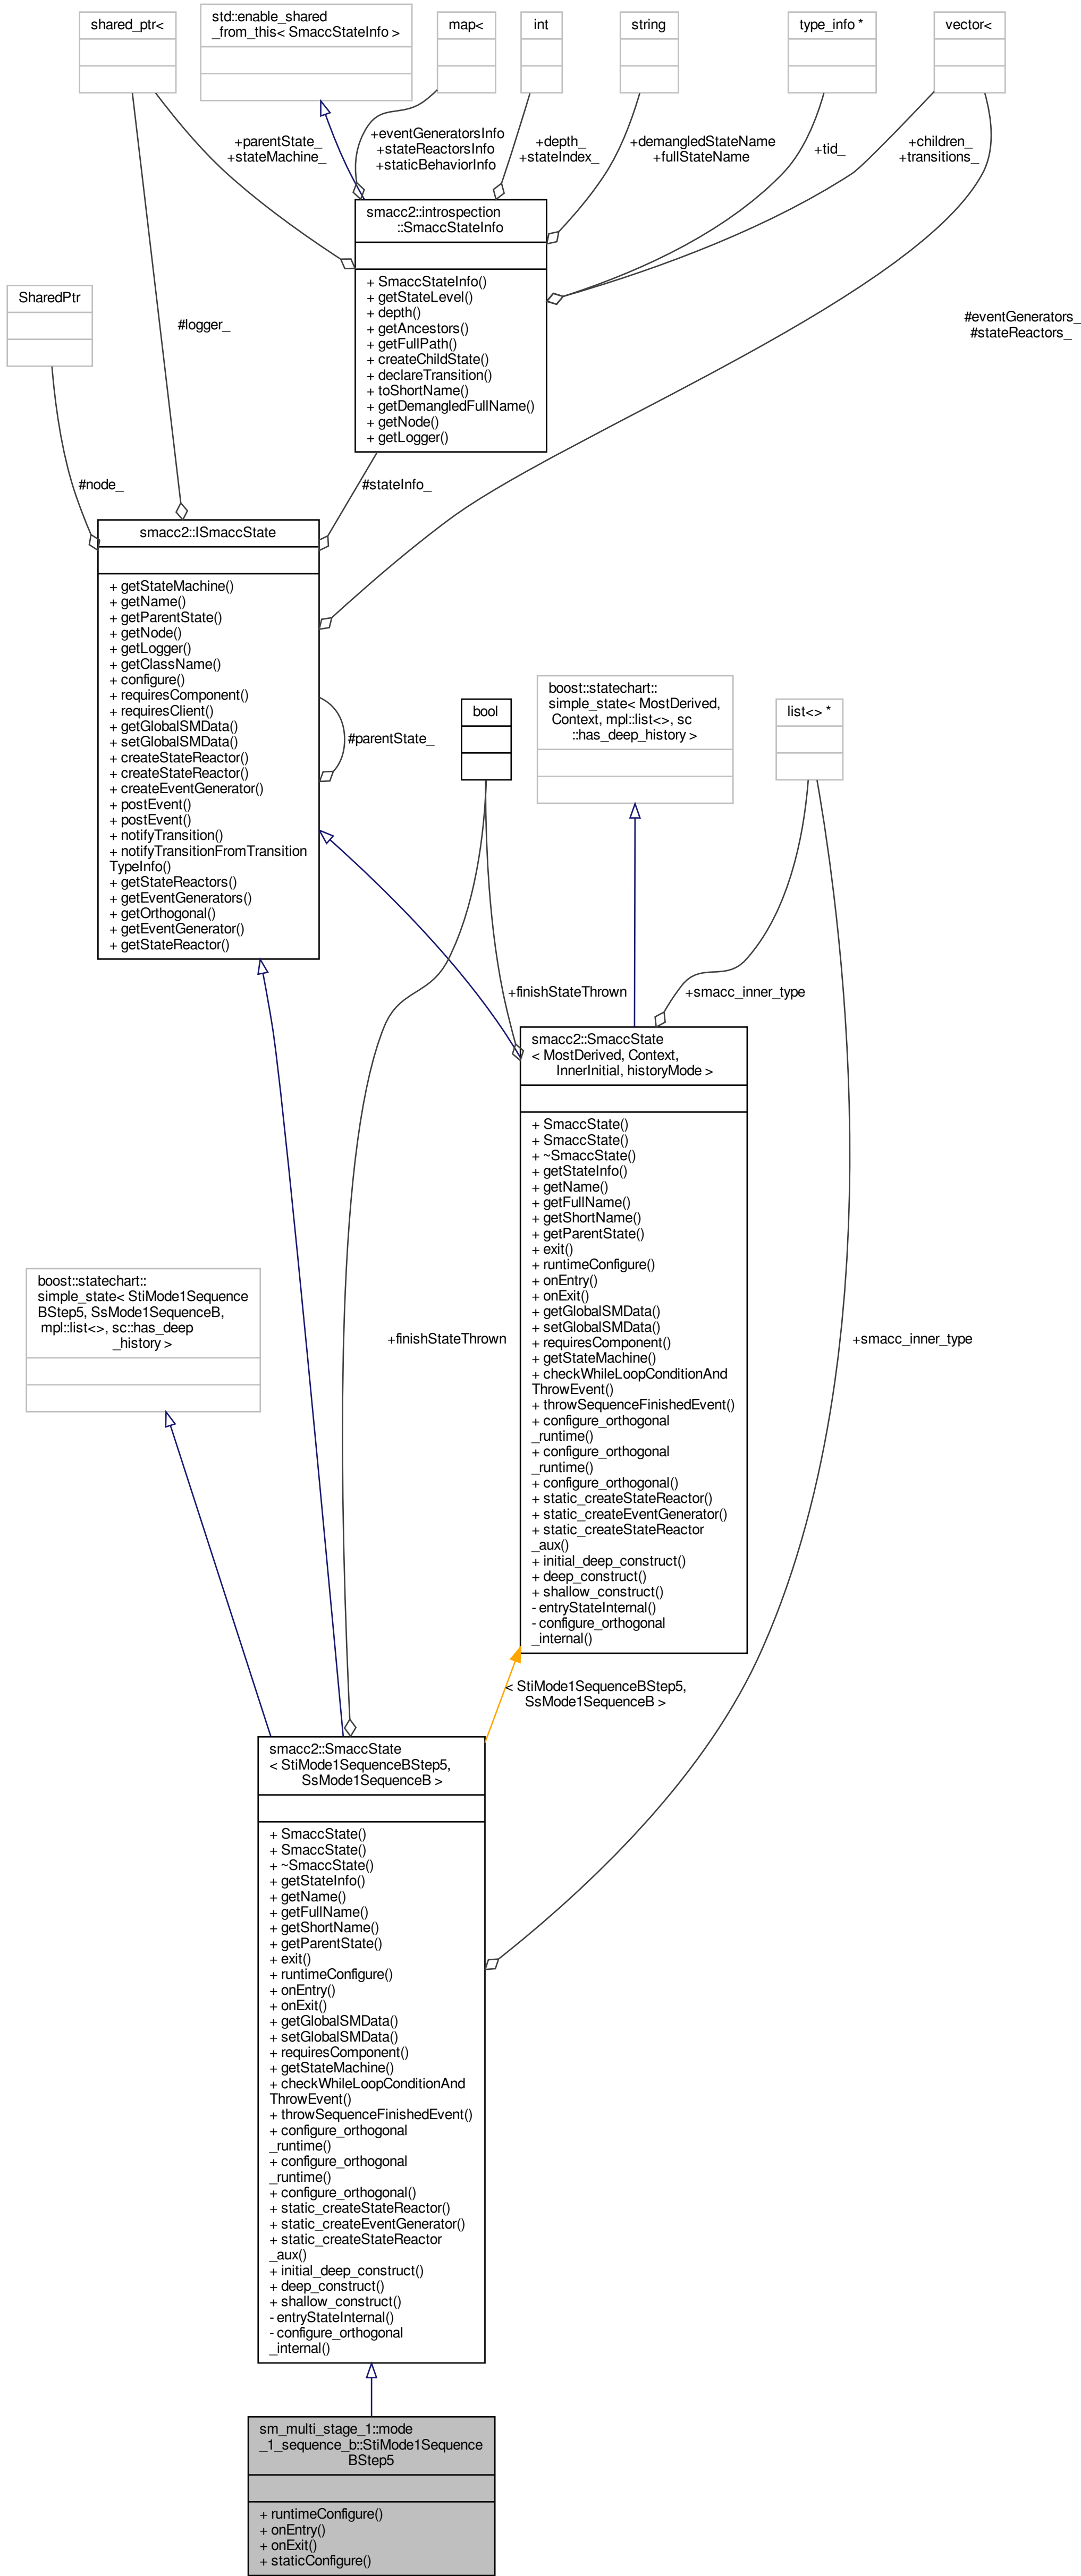 shared_ptr<
std::enable_shared
_from_this< SmaccStateInfo >
map<
int
string
type_info *
vector<
+parentState_
+stateMachine_
+eventGeneratorsInfo
+stateReactorsInfo
+staticBehaviorInfo
+depth_
+stateIndex_
+demangledStateName
+fullStateName
+tid_
+children_
+transitions_
smacc2::introspection
::SmaccStateInfo
+ SmaccStateInfo()
+ getStateLevel()
+ depth()
+ getAncestors()
+ getFullPath()
+ createChildState()
+ declareTransition()
+ toShortName()
+ getDemangledFullName()
+ getNode()
+ getLogger()
SharedPtr
#logger_
#eventGenerators_
#stateReactors_
#node_
#stateInfo_
smacc2::ISmaccState
+ getStateMachine()
+ getName()
+ getParentState()
+ getNode()
+ getLogger()
+ getClassName()
+ configure()
+ requiresComponent()
+ requiresClient()
+ getGlobalSMData()
+ setGlobalSMData()
+ createStateReactor()
+ createStateReactor()
+ createEventGenerator()
+ postEvent()
+ postEvent()
+ notifyTransition()
+ notifyTransitionFromTransition
TypeInfo()
+ getStateReactors()
+ getEventGenerators()
+ getOrthogonal()
+ getEventGenerator()
+ getStateReactor()
#parentState_
bool
boost::statechart::
simple_state< MostDerived,
Context, mpl::list<>, sc
::has_deep_history >
list<> *
+finishStateThrown
+smacc_inner_type
smacc2::SmaccState
< MostDerived, Context,
InnerInitial, historyMode >
+ SmaccState()
+ SmaccState()
+ ~SmaccState()
+ getStateInfo()
+ getName()
+ getFullName()
+ getShortName()
+ getParentState()
+ exit()
+ runtimeConfigure()
+ onEntry()
+ onExit()
+ getGlobalSMData()
+ setGlobalSMData()
+ requiresComponent()
+ getStateMachine()
+ checkWhileLoopConditionAnd
ThrowEvent()
+ throwSequenceFinishedEvent()
+ configure_orthogonal
_runtime()
+ configure_orthogonal
_runtime()
+ configure_orthogonal()
+ static_createStateReactor()
+ static_createEventGenerator()
+ static_createStateReactor
_aux()
+ initial_deep_construct()
+ deep_construct()
+ shallow_construct()
- entryStateInternal()
- configure_orthogonal
_internal()
boost::statechart::
simple_state< StiMode1Sequence
BStep5, SsMode1SequenceB,
mpl::list<>, sc::has_deep
_history >
+finishStateThrown
+smacc_inner_type
< StiMode1SequenceBStep5,
SsMode1SequenceB >
smacc2::SmaccState
< StiMode1SequenceBStep5,
SsMode1SequenceB >
+ SmaccState()
+ SmaccState()
+ ~SmaccState()
+ getStateInfo()
+ getName()
+ getFullName()
+ getShortName()
+ getParentState()
+ exit()
+ runtimeConfigure()
+ onEntry()
+ onExit()
+ getGlobalSMData()
+ setGlobalSMData()
+ requiresComponent()
+ getStateMachine()
+ checkWhileLoopConditionAnd
ThrowEvent()
+ throwSequenceFinishedEvent()
+ configure_orthogonal
_runtime()
+ configure_orthogonal
_runtime()
+ configure_orthogonal()
+ static_createStateReactor()
+ static_createEventGenerator()
+ static_createStateReactor
_aux()
+ initial_deep_construct()
+ deep_construct()
+ shallow_construct()
- entryStateInternal()
- configure_orthogonal
_internal()
sm_multi_stage_1::mode
_1_sequence_b::StiMode1Sequence
BStep5
+ runtimeConfigure()
+ onEntry()
+ onExit()
+ staticConfigure()